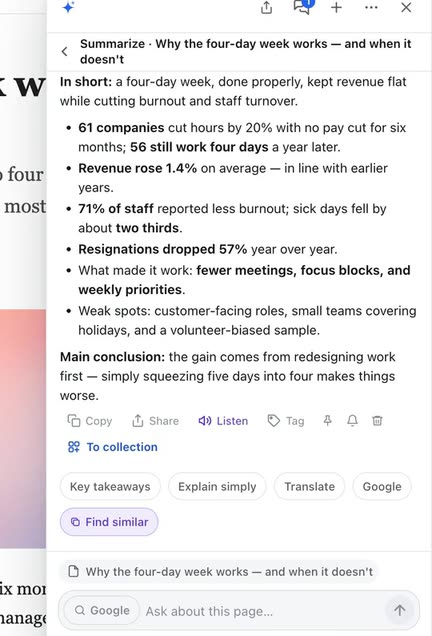 Summarize · Why the four-day week works — and when it
doesn't
In short: a four-day week, done properly, kept revenue flat
while cutting burnout and staff turnover.
• 61 companies cut hours by 20% with no pay cut for six
months; 56 still work four days a year later.
• Revenue rose 1.4% on average — in line with earlier
years.
• 71% of staff reported less burnout; sick days fell by
about two thirds.
• Resignations dropped 57% year over year.
• What made it work: fewer meetings, focus blocks, and
weekly priorities.
• Weak spots: customer-facing roles, small teams covering
holidays, and a volunteer-biased sample.
Main conclusion: the gain comes from redesigning work
first — simply squeezing five days into four makes things
worse.
Copy Share Listen Tag
To collection
Key takeaways Explain simply Translate Google
Find similar
Why the four-day week works — and when it doesn't
Google Ask about this page...
four
most